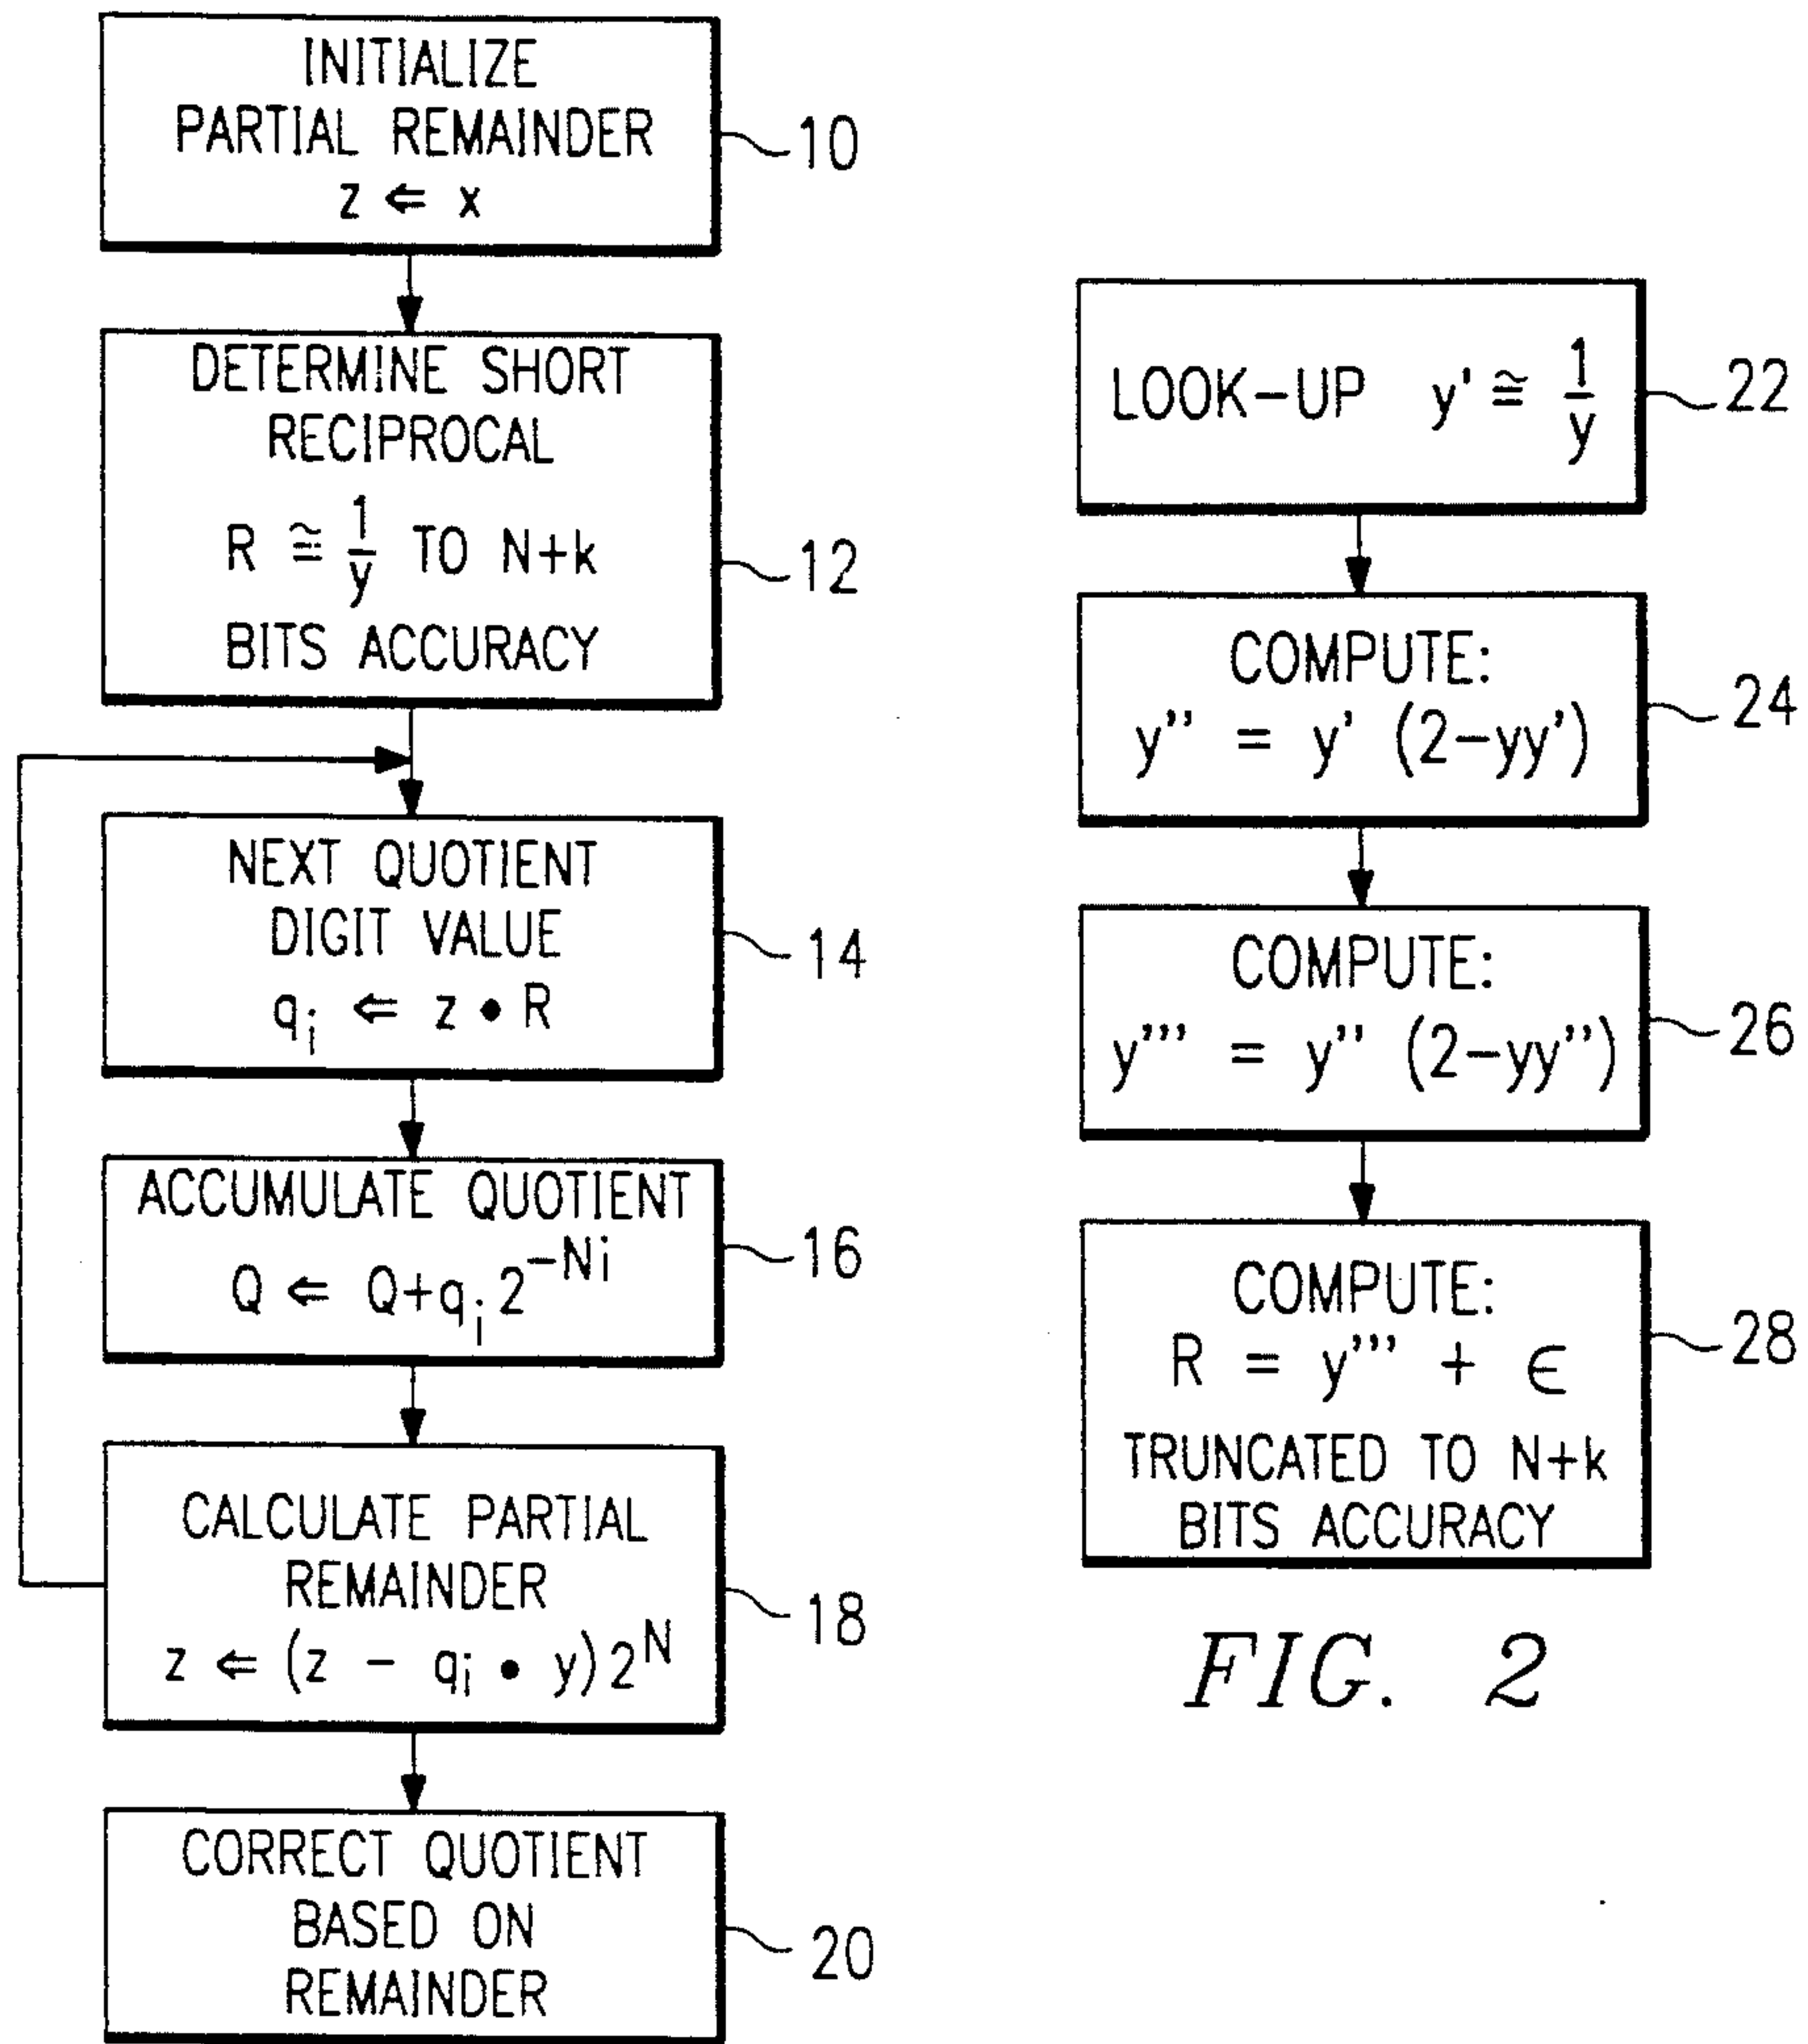 INITIALIZE
PARTIAL REMAINDER
z ⇐ x
10
DETERMINE SHORT
RECIPROCAL
R ≅ 1/y TO N+k
BITS ACCURACY
12
NEXT QUOTIENT
DIGIT VALUE
qi ⇐ z • R
14
ACCUMULATE QUOTIENT
Q ⇐ Q+qi 2^-Ni
16
CALCULATE PARTIAL
REMAINDER
z ⇐ (z - qi • y)2^N
18
CORRECT QUOTIENT
BASED ON
REMAINDER
20
LOOK-UP y' ≅ 1/y
22
COMPUTE:
y'' = y' (2-yy')
24
COMPUTE:
y''' = y'' (2-yy'')
26
COMPUTE:
R = y''' + ∈
TRUNCATED TO N+k
BITS ACCURACY
28
FIG. 2